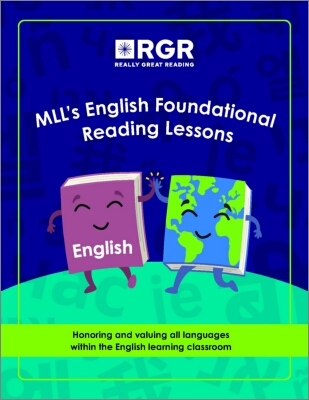 RGR
REALLY GREAT READING
MLL's English Foundational
Reading Lessons
English
Honoring and valuing all languages
within the English learning classroom